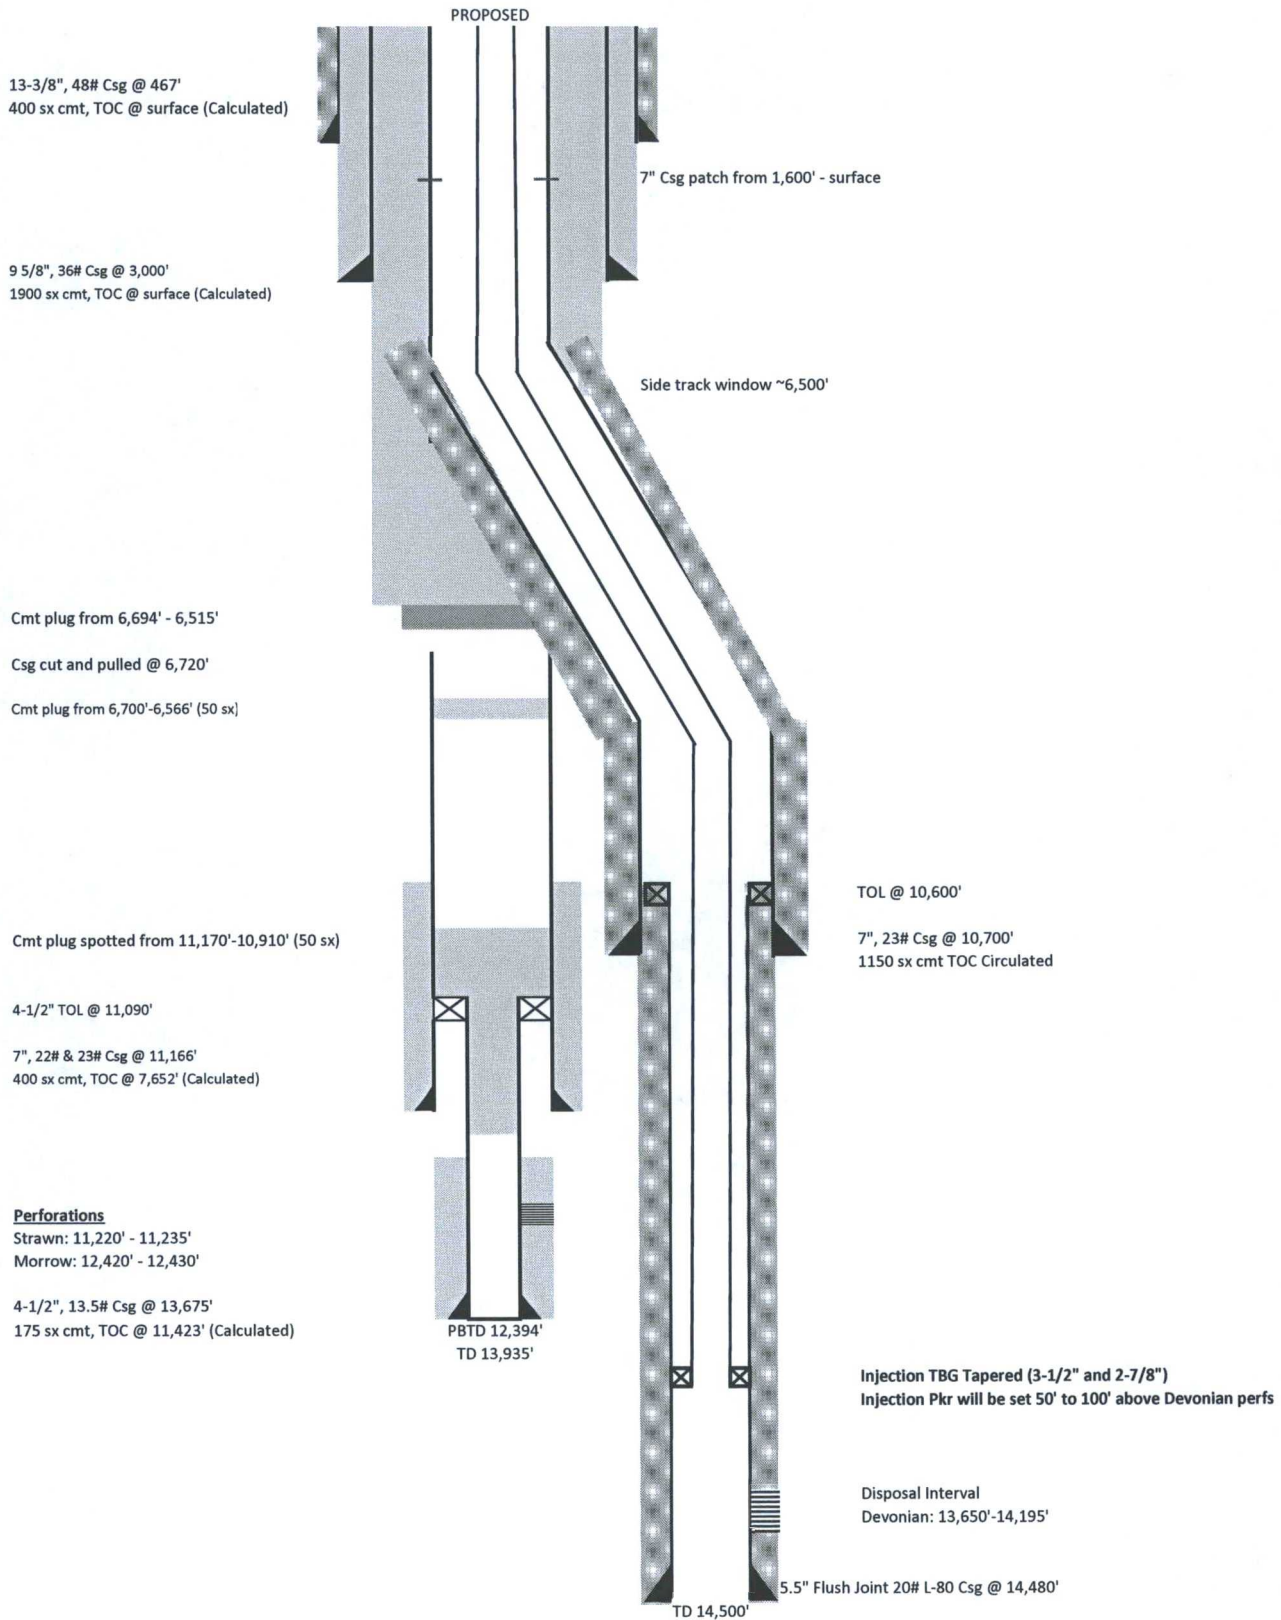 PROPOSED
13-3/8", 48# Csg @ 467'
400 sx cmt, TOC @ surface (Calculated)
7" Csg patch from 1,600' - surface
9 5/8", 36# Csg @ 3,000'
1900 sx cmt, TOC @ surface (Calculated)
Side track window ~6,500'
Cmt plug from 6,694' - 6,515'
Csg cut and pulled @ 6,720'
Cmt plug from 6,700'-6,566' (50 sx)
TOL @ 10,600'
7", 23# Csg @ 10,700'
1150 sx cmt TOC Circulated
Cmt plug spotted from 11,170'-10,910' (50 sx)
4-1/2" TOL @ 11,090'
7", 22# & 23# Csg @ 11,166'
400 sx cmt, TOC @ 7,652' (Calculated)
Perforations
Strawn: 11,220' - 11,235'
Morrow: 12,420' - 12,430'
4-1/2", 13.5# Csg @ 13,675'
175 sx cmt, TOC @ 11,423' (Calculated)
PBTD 12,394'
TD 13,935'
Injection TBG Tapered (3-1/2" and 2-7/8")
Injection Pkr will be set 50' to 100' above Devonian perfs
Disposal Interval
Devonian: 13,650'-14,195'
5.5" Flush Joint 20# L-80 Csg @ 14,480'
TD 14,500'